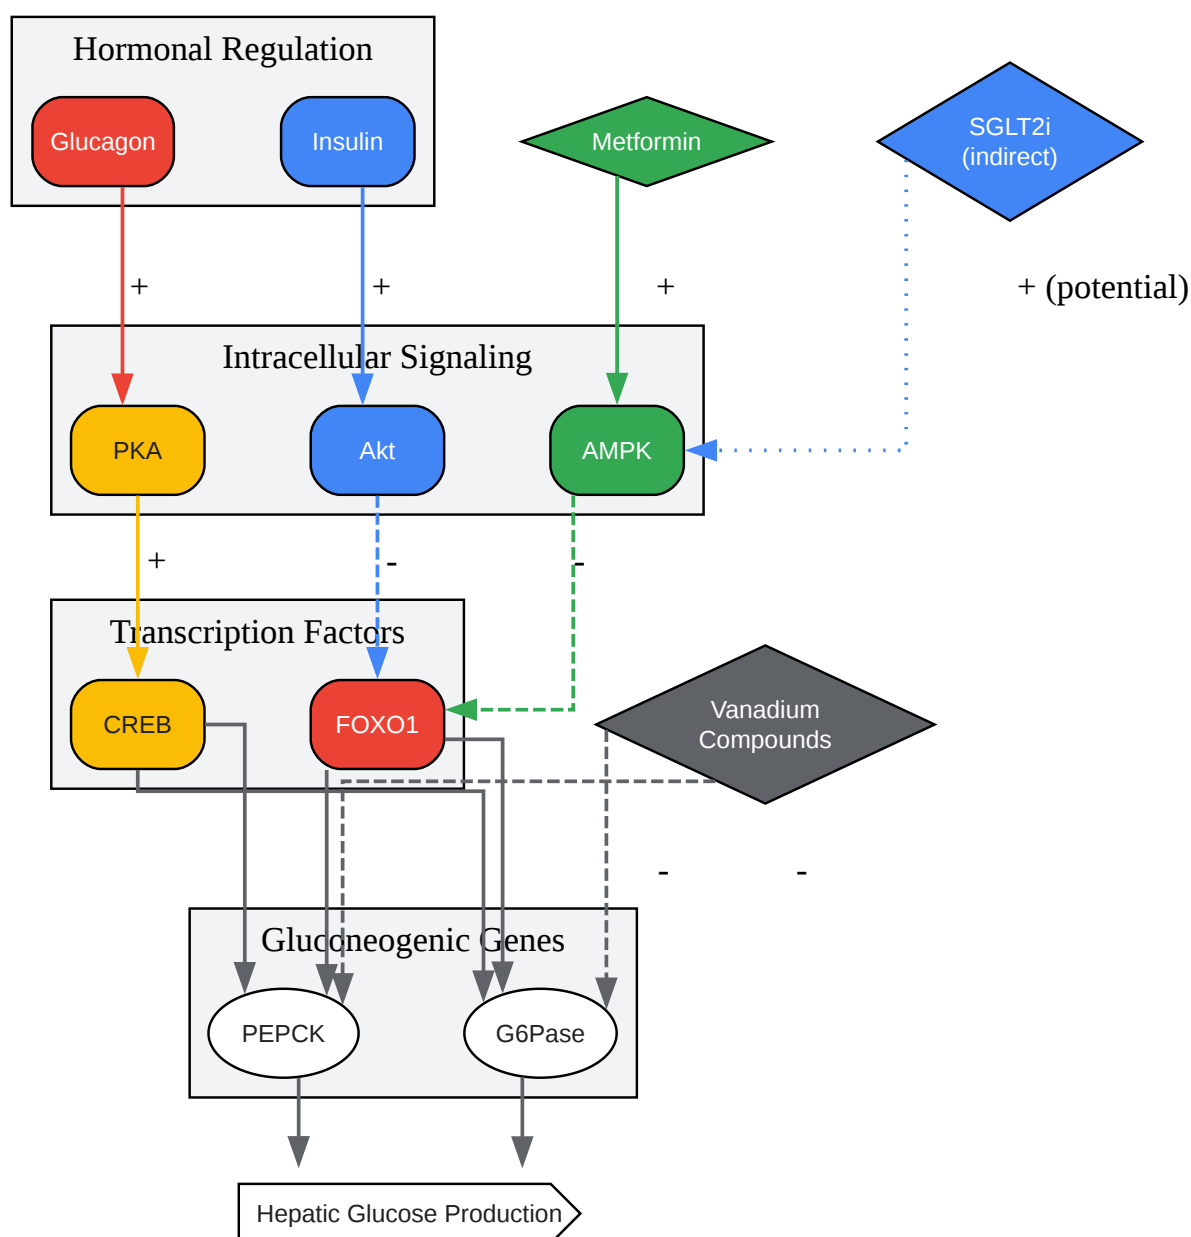 Hormonal Regulation
Glucagon
Insulin
Metformin
SGLT2i
(indirect)
+
+
+
+ (potential)
Intracellular Signaling
PKA
Akt
AMPK
+
-
-
Transcription Factors
CREB
FOXO1
Vanadium
Compounds
-
-
Gluconeogenic Genes
PEPCK
G6Pase
Hepatic Glucose Production